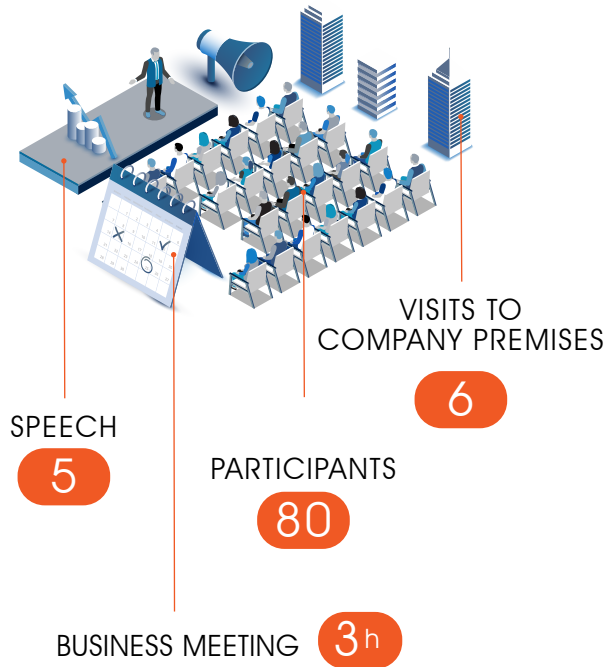 VISITS TO
COMPANY PREMISES
6
SPEECH
5
PARTICIPANTS
80
BUSINESS MEETING 3h